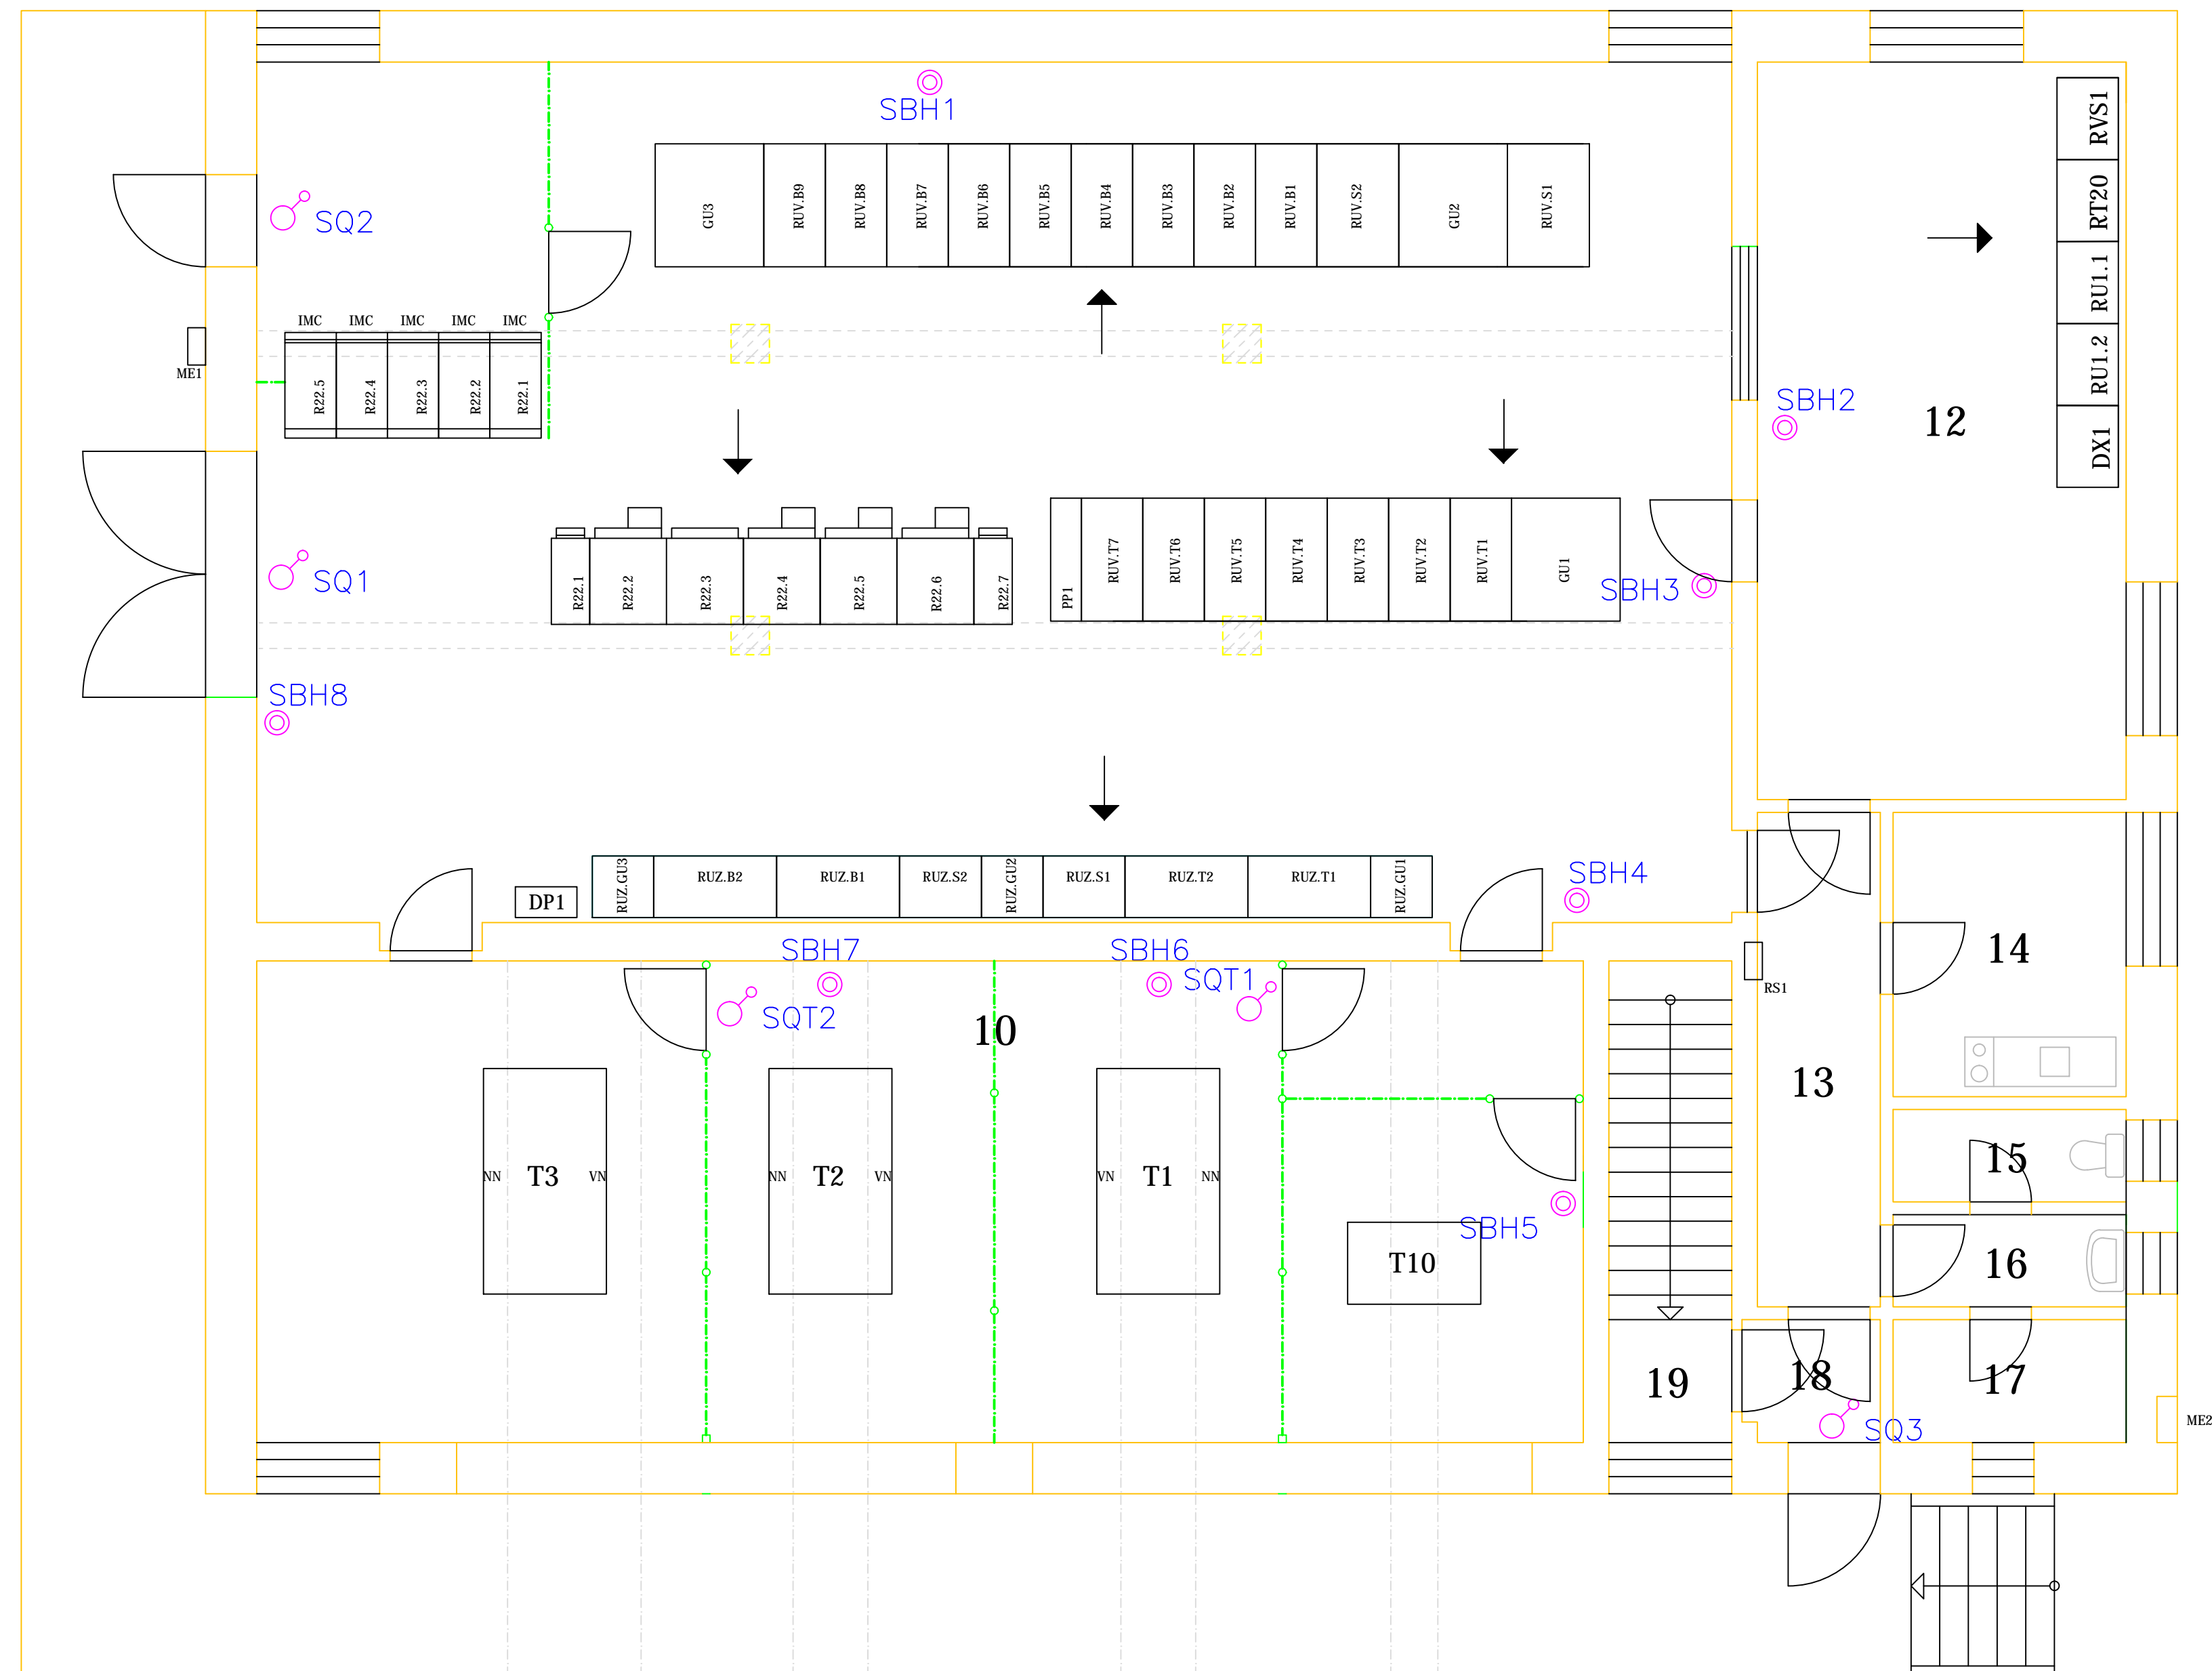 SBH1
GU3
RUV.B9
RUV.B8
RUV.B7
RUV.B6
RUV.B5
RUV.B4
RUV.B3
RUV.B2
RUV.B1
RUV.S2
GU2
RUV.S1
RVS1
RT20
RU1.1
RU1.2
DX1
SQ2
IMC
IMC
IMC
IMC
IMC
ME1
R22.5
R22.4
R22.3
R22.2
R22.1
SBH2
12
SQ1
R22.1
R22.2
R22.3
R22.4
R22.5
R22.6
R22.7
PP1
RUV.T7
RUV.T6
RUV.T5
RUV.T4
RUV.T3
RUV.T2
RUV.T1
GU1
SBH3
SBH8
DP1
RUZ.GU3
RUZ.B2
RUZ.B1
RUZ.S2
RUZ.GU2
RUZ.S1
RUZ.T2
RUZ.T1
RUZ.GU1
SBH4
SBH7
SBH6
SQT1
SQT2
10
RS1
14
13
15
NN T3 VN
NN T2 VN
VN T1 NN
SBH5
T10
16
19
18
17
SQ3
ME2